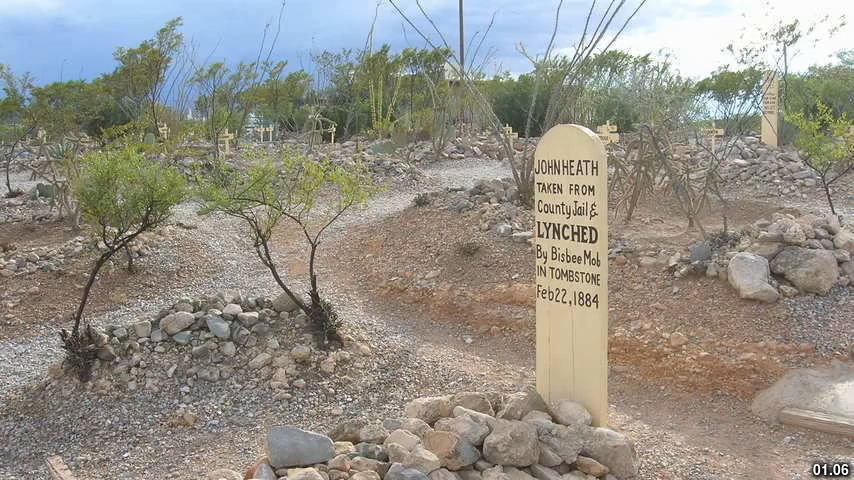 JOHN HEATH
TAKEN FROM
County Jail &
LYNCHED
By Bisbee Mob
IN TOMBSTONE
Feb 22, 1884
01.06